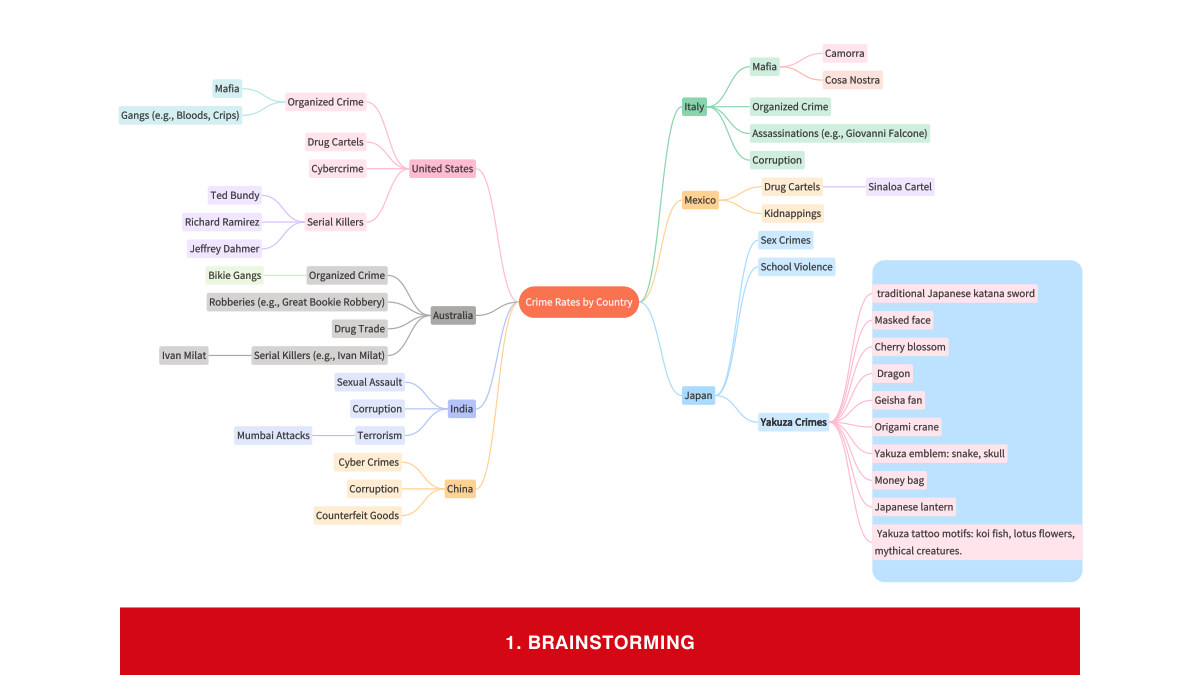 Crime Rates by Country
United States
Organized Crime
Mafia
Gangs (e.g., Bloods, Crips)
Drug Cartels
Cybercrime
Serial Killers
Ted Bundy
Richard Ramirez
Jeffrey Dahmer
Australia
Organized Crime
Bikie Gangs
Robberies (e.g., Great Bookie Robbery)
Drug Trade
Serial Killers (e.g., Ivan Milat)
Ivan Milat
India
Sexual Assault
Corruption
Terrorism
Mumbai Attacks
China
Cyber Crimes
Corruption
Counterfeit Goods
Italy
Mafia
Camorra
Cosa Nostra
Organized Crime
Assassinations (e.g., Giovanni Falcone)
Corruption
Mexico
Drug Cartels
Sinaloa Cartel
Kidnappings
Japan
Sex Crimes
School Violence
Yakuza Crimes
traditional Japanese katana sword
Masked face
Cherry blossom
Dragon
Geisha fan
Origami crane
Yakuza emblem: snake, skull
Money bag
Japanese lantern
Yakuza tattoo motifs: koi fish, lotus flowers,
mythical creatures.
1. BRAINSTORMING